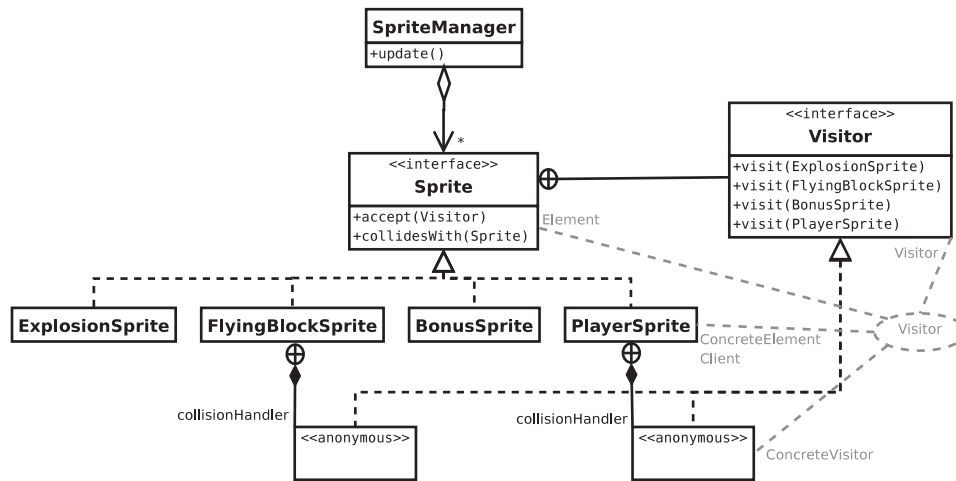 SpriteManager
+update()
*
<<interface>>
Sprite
+accept(Visitor)
+collidesWith(Sprite)
<<interface>>
Visitor
+visit(ExplosionSprite)
+visit(FlyingBlockSprite)
+visit(BonusSprite)
+visit(PlayerSprite)
Element
Visitor
ExplosionSprite
FlyingBlockSprite
BonusSprite
PlayerSprite
ConcreteElement
Client
Visitor
collisionHandler
<<anonymous>>
collisionHandler
<<anonymous>>
ConcreteVisitor